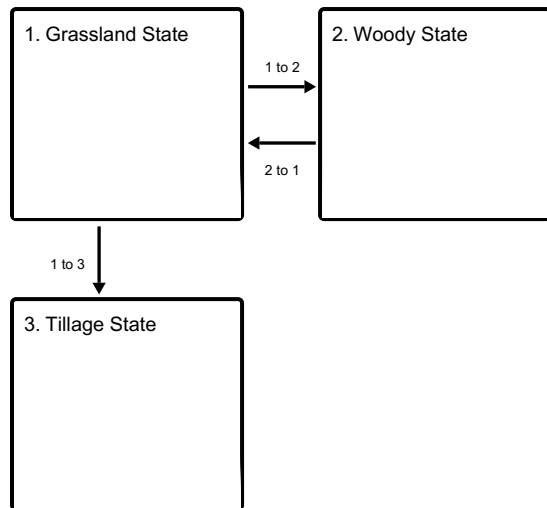 1. Grassland State
2. Woody State
1 to 2
2 to 1
1 to 3
3. Tillage State